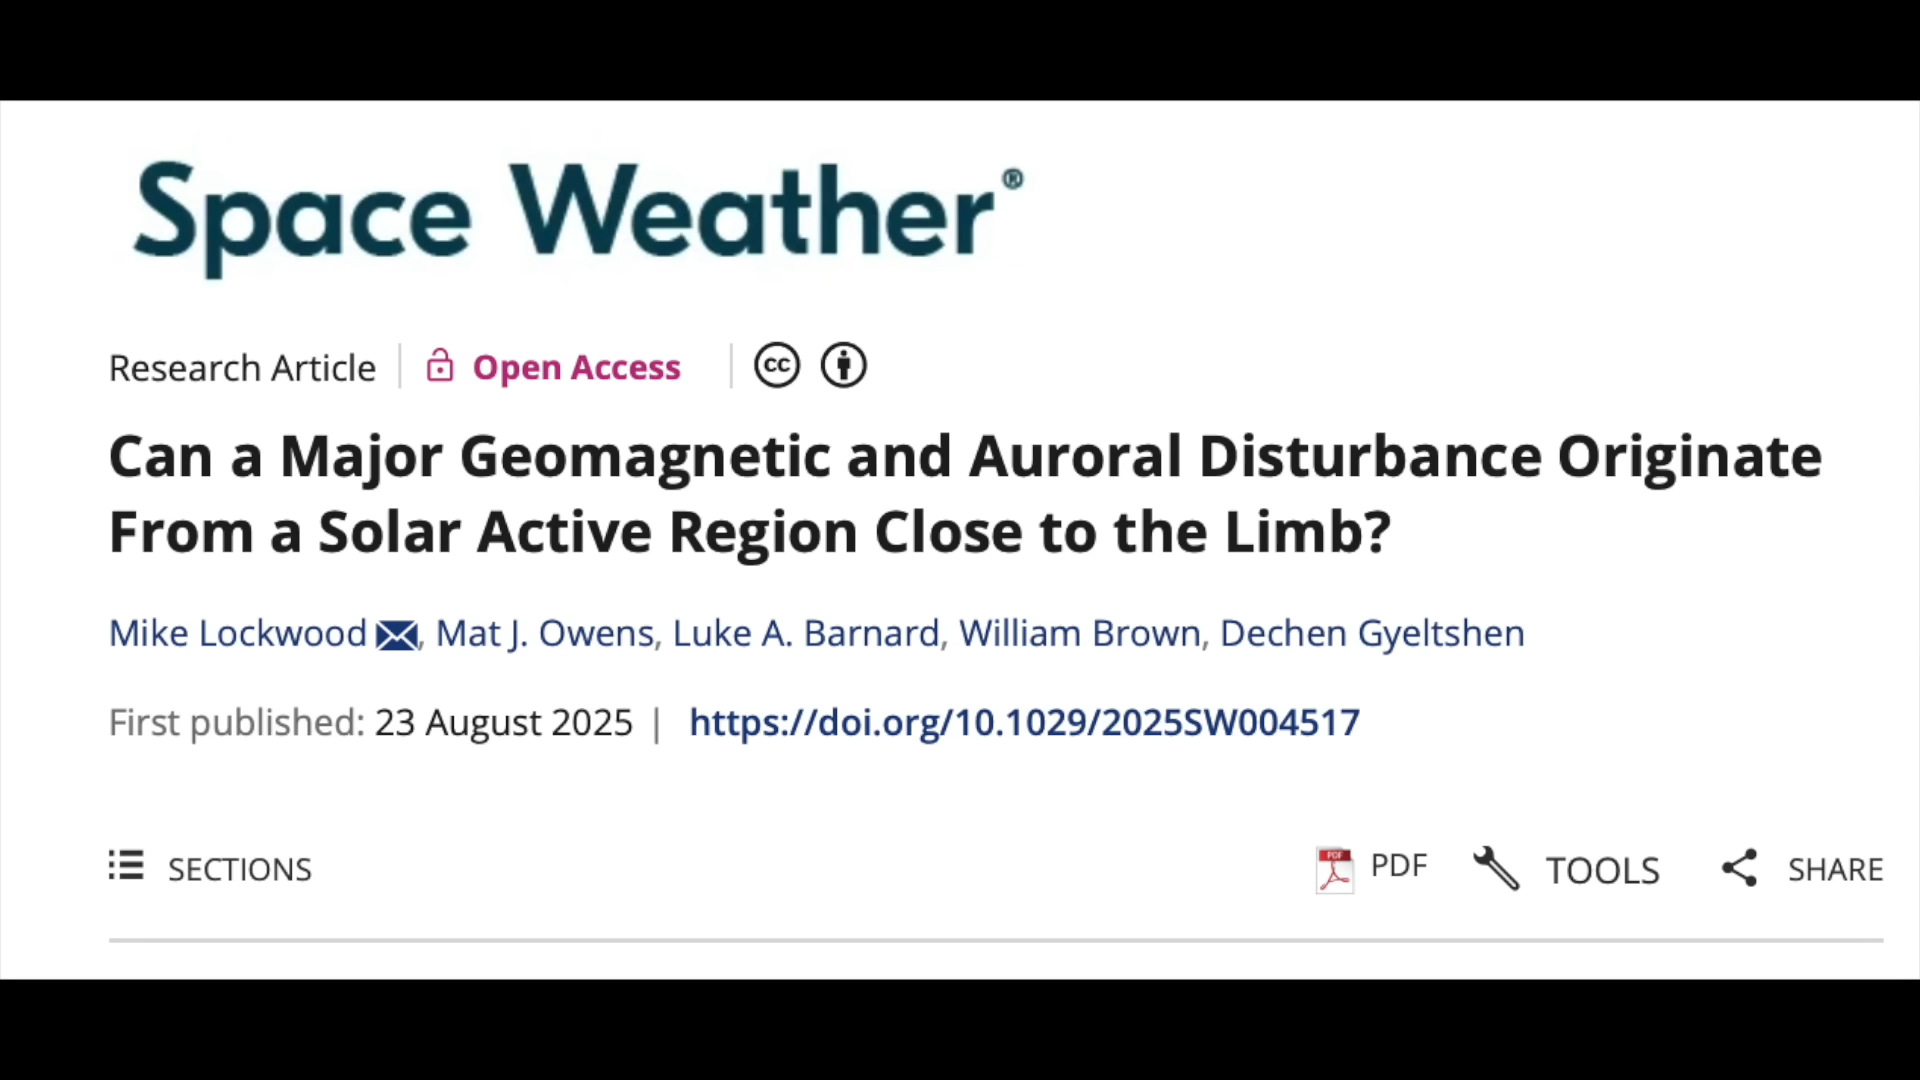 Space Weather®
Research Article | Open Access |
Can a Major Geomagnetic and Auroral Disturbance Originate
From a Solar Active Region Close to the Limb?
Mike Lockwood, Mat J. Owens, Luke A. Barnard, William Brown, Dechen Gyeltshen
First published: 23 August 2025 | https://doi.org/10.1029/2025SW004517
SECTIONS PDF TOOLS SHARE